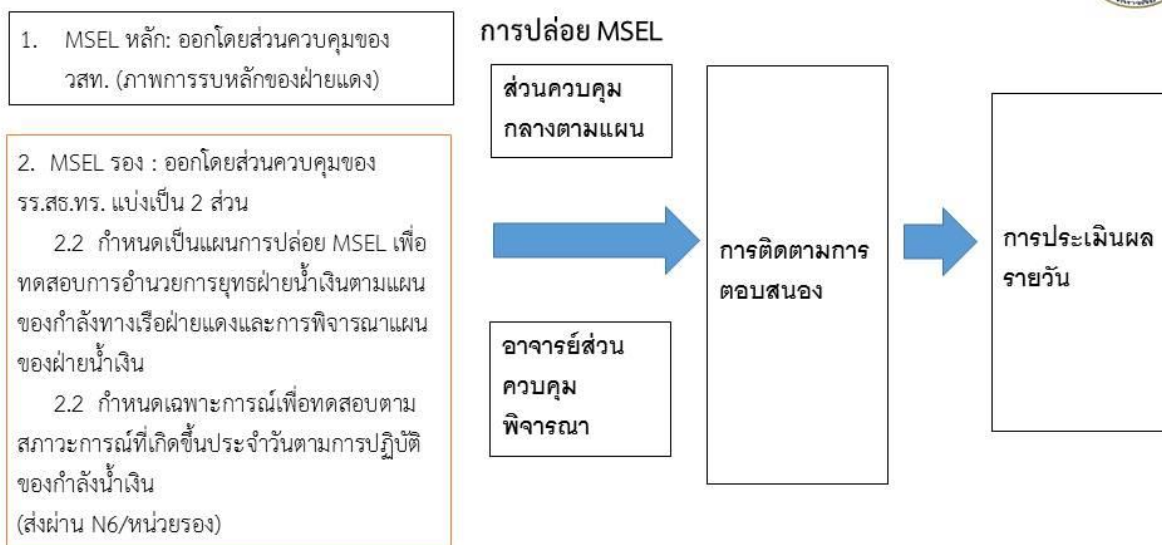 1. MSEL หลัก: ออกโดยส่วนควบคุมของ
วสท. (ภาพการรบหลักของฝ่ายแดง)
2. MSEL รอง : ออกโดยส่วนควบคุมของ
รร.สธ.ทร. แบ่งเป็น 2 ส่วน
2.2 กำหนดเป็นแผนการปล่อย MSEL เพื่อ
ทดสอบการอำนวยการยุทธฝ่ายน้ำเงินตามแผน
ของกำลังทางเรือฝ่ายแดงและการพิจารณาแผน
ของฝ่ายน้ำเงิน
2.2 กำหนดเฉพาะการณ์เพื่อทดสอบตาม
สภาวะการณ์ที่เกิดขึ้นประจำวันตามการปฏิบัติ
ของกำลังน้ำเงิน
(ส่งผ่าน N6/หน่วยรอง)
การปล่อย MSEL
ส่วนควบคุม
กลางตามแผน
อาจารย์ส่วน
ควบคุม
พิจารณา
การติดตามการ
ตอบสนอง
การประเมินผล
รายวัน